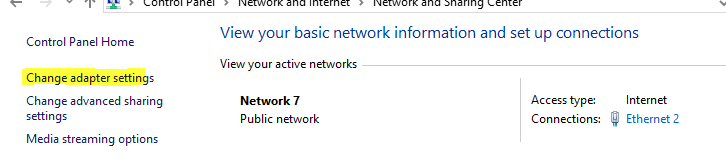 Control Panel > Network and Internet > Network and Sharing Center
Control Panel Home
Change adapter settings
Change advanced sharing
settings
Media streaming options
View your basic network information and set up connections
View your active networks
Network 7
Public network
Access type: Internet
Connections: Ethernet 2